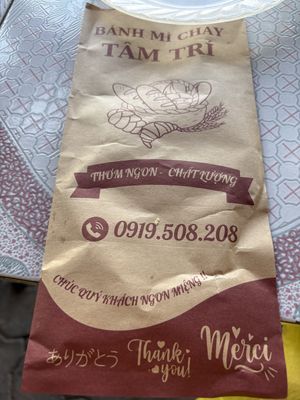 BÁNH MÌ CHAY
TÂM TRÍ
THƠM NGON - CHẤT LƯỢNG
0919.508.208
CHÚC QUÝ KHÁCH NGON MIỆNG !!
ありがとう
Thank you!
Merci